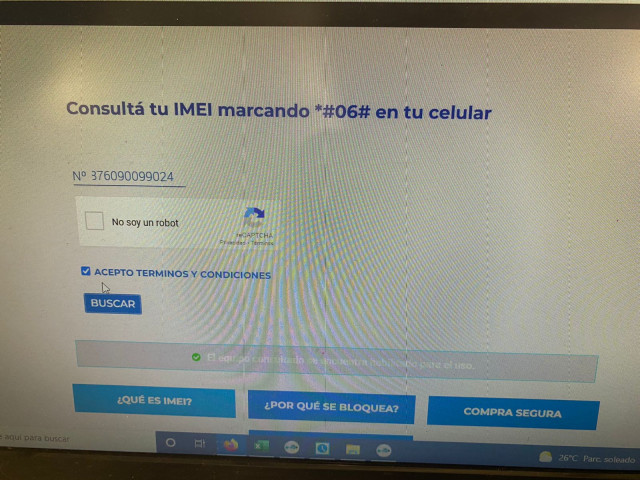 Consultá tu IMEI marcando *#06# en tu celular
Nº 376090099024
No soy un robot
reCAPTCHA
Privacidad - Términos
ACEPTO TERMINOS Y CONDICIONES
BUSCAR
El equipo consultado se encuentra habilitado para el uso.
¿QUÉ ES IMEI?
¿POR QUÉ SE BLOQUEA?
COMPRA SEGURA
aquí para buscar
26°C Parc. soleado